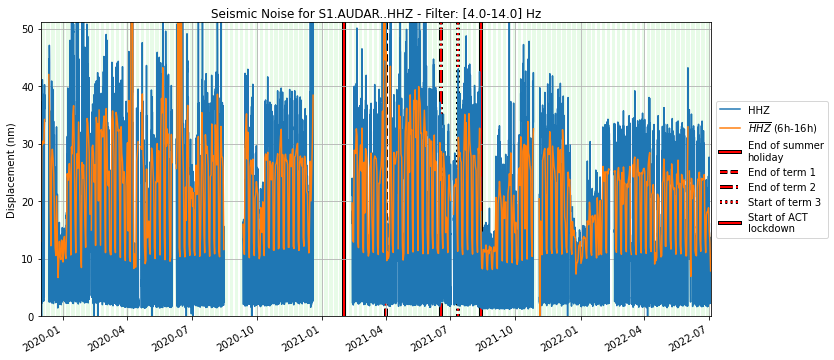 Seismic Noise for S1.AUDAR..HHZ - Filter: [4.0-14.0] Hz
Displacement (nm)
50
40
30
20
10
0
2020-01
2020-04
2020-07
2020-10
2021-01
2021-04
2021-07
2021-10
2022-01
2022-04
2022-07
HHZ
HHZ (6h-16h)
End of summer
holiday
End of term 1
End of term 2
Start of term 3
Start of ACT
lockdown